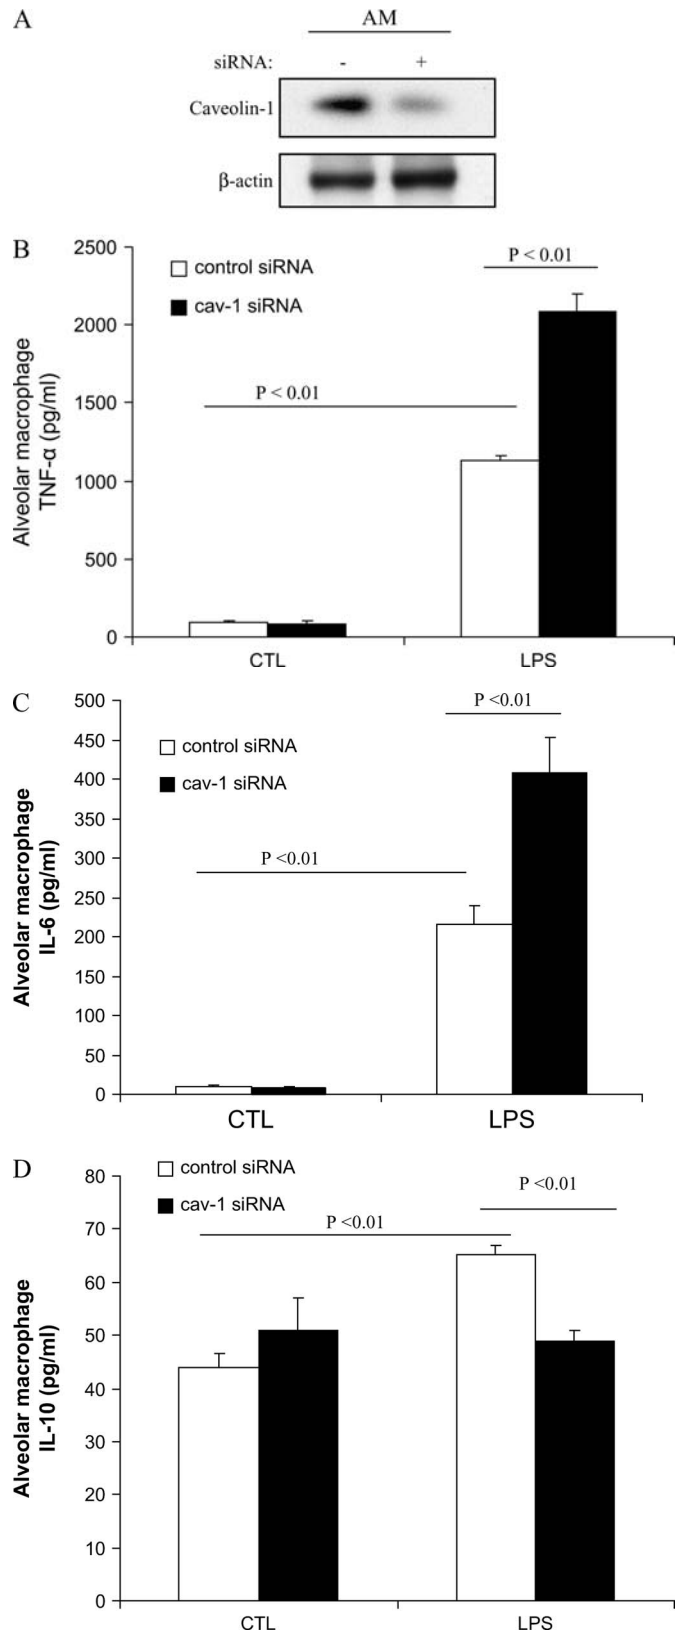 A
AM
siRNA: - +
Caveolin-1
β-actin
B
2500
2000
1500
1000
500
0
Alveolar macrophage
TNF-α (pg/ml)
control siRNA
cav-1 siRNA
P < 0.01
P < 0.01
CTL LPS
C
500
450
400
350
300
250
200
150
100
50
0
Alveolar macrophage
IL-6 (pg/ml)
control siRNA
cav-1 siRNA
P <0.01
P <0.01
CTL LPS
D
80
70
60
50
40
30
20
10
0
Alveolar macrophage
IL-10 (pg/ml)
control siRNA
cav-1 siRNA
P <0.01
P <0.01
CTL LPS